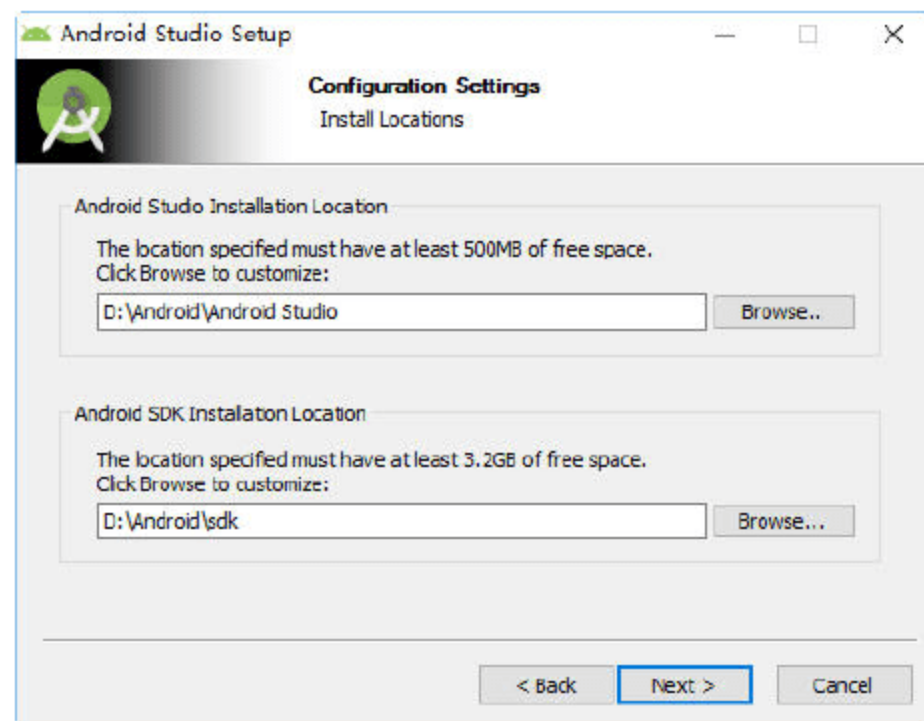 Android Studio Setup
Configuration Settings
Install Locations
Android Studio Installation Location
The location specified must have at least 500MB of free space.
Click Browse to customize:
D:\Android\Android Studio
Browse..
Android SDK Installation Location
The location specified must have at least 3.2GB of free space.
Click Browse to customize:
D:\Android\sdk
Browse...
< Back
Next >
Cancel